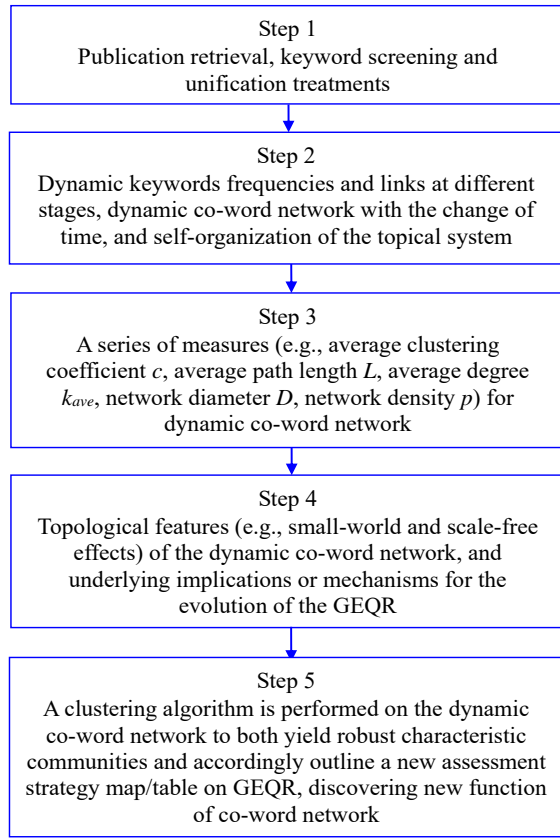 Step 1
Publication retrieval, keyword screening and
unification treatments
Step 2
Dynamic keywords frequencies and links at different
stages, dynamic co-word network with the change of
time, and self-organization of the topical system
Step 3
A series of measures (e.g., average clustering
coefficient c, average path length L, average degree
kave, network diameter D, network density p) for
dynamic co-word network
Step 4
Topological features (e.g., small-world and scale-free
effects) of the dynamic co-word network, and
underlying implications or mechanisms for the
evolution of the GEQR
Step 5
A clustering algorithm is performed on the dynamic
co-word network to both yield robust characteristic
communities and accordingly outline a new assessment
strategy map/table on GEQR, discovering new function
of co-word network